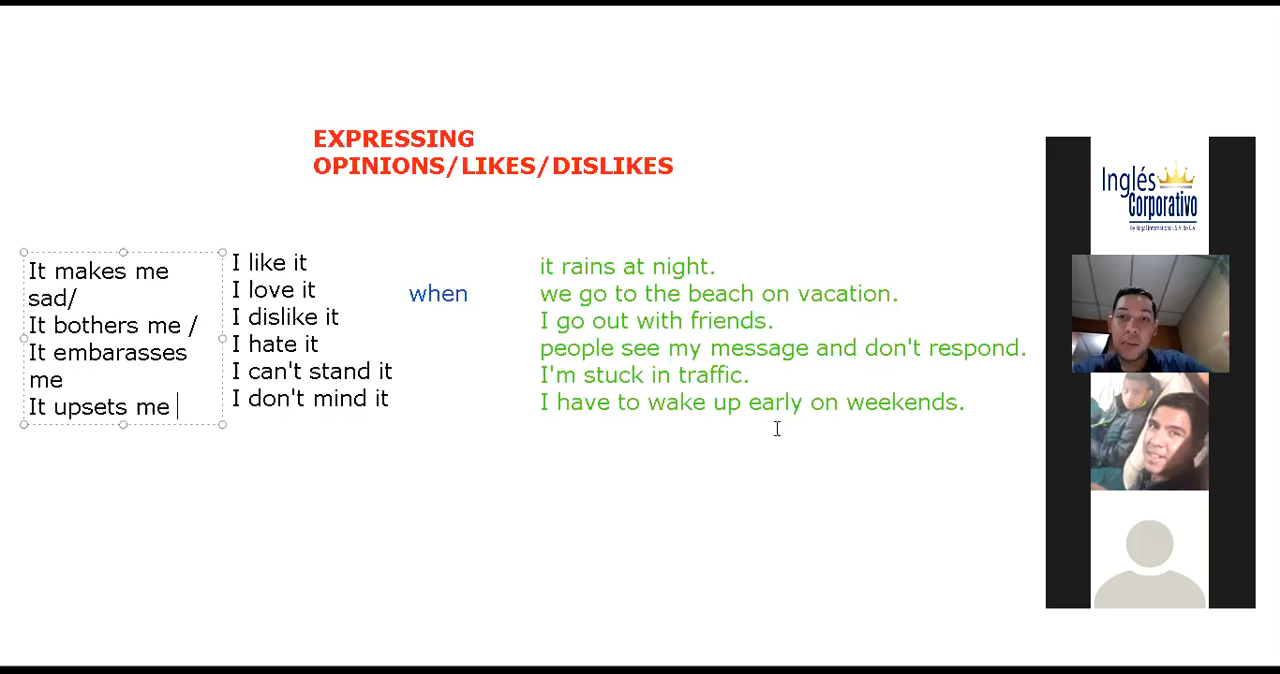 EXPRESSING
OPINIONS/LIKES/DISLIKES
It makes me
sad/
It bothers me /
It embarasses
me
It upsets me
I like it
I love it
I dislike it
I hate it
I can't stand it
I don't mind it
when
it rains at night.
we go to the beach on vacation.
I go out with friends.
people see my message and don't respond.
I'm stuck in traffic.
I have to wake up early on weekends.
Inglés
Corporativo